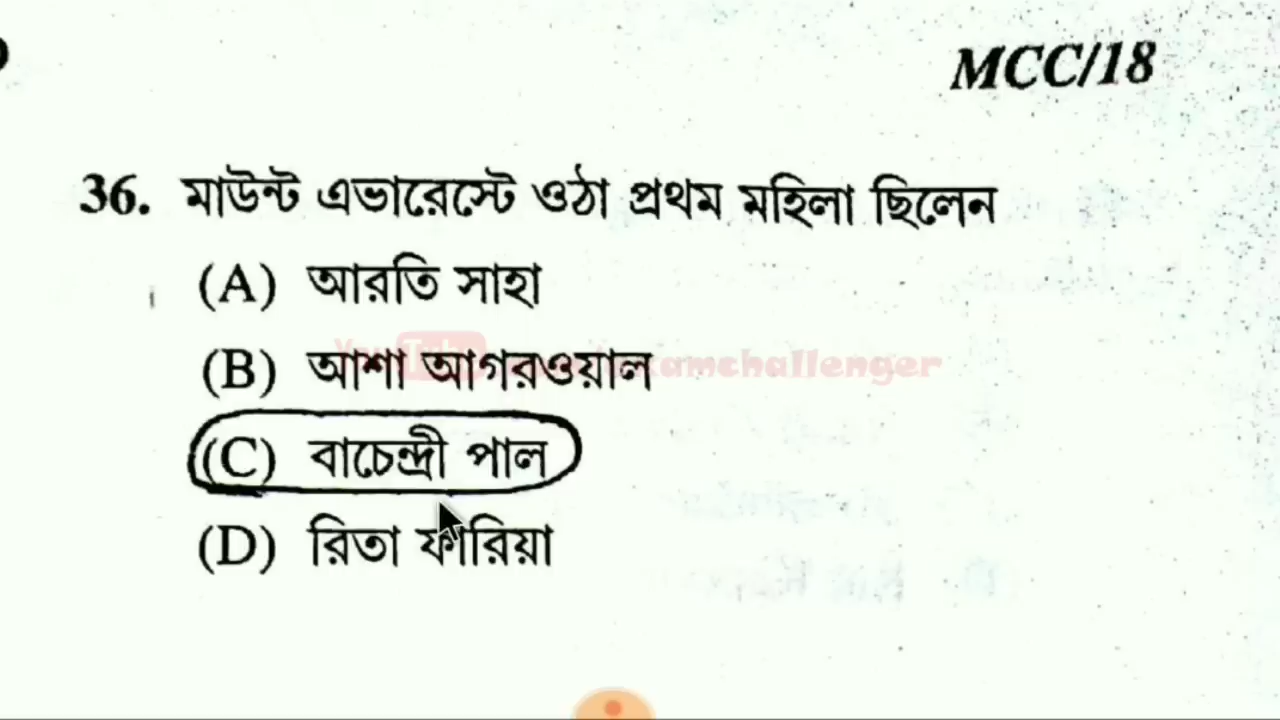 MCC/18
36. মাউন্ট এভারেস্টে ওঠা প্রথম মহিলা ছিলেন
(A) আরতি সাহা
(B) আশা আগরওয়াল
(C) বাচেন্দ্রী পাল
(D) রিতা ফারিয়া